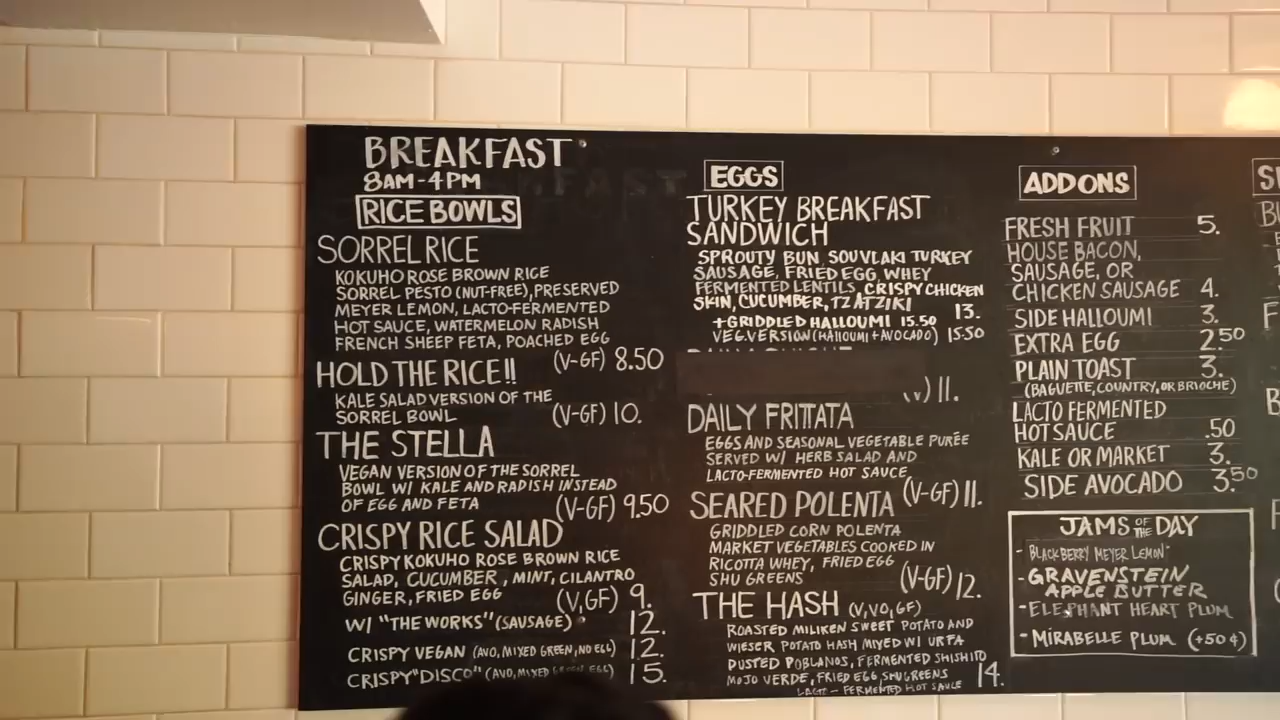 BREAKFAST
8AM-4PM
RICE BOWLS
SORREL RICE
KOKUHO ROSE BROWN RICE
SORREL PESTO (NUT-FREE), PRESERVED
MEYER LEMON, LACTO-FERMENTED
HOT SAUCE, WATERMELON RADISH
FRENCH SHEEP FETA, POACHED EGG
(V-GF) 8.50
HOLD THE RICE!!
KALE SALAD VERSION OF THE
SORREL BOWL (V-GF) 10.
THE STELLA
VEGAN VERSION OF THE SORREL
BOWL W/ KALE AND RADISH INSTEAD
OF EGG AND FETA (V-GF) 9.50
CRISPY RICE SALAD
CRISPY KOKUHO ROSE BROWN RICE
SALAD, CUCUMBER, MINT, CILANTRO
GINGER, FRIED EGG (V,GF) 9.
W/ "THE WORKS" (SAUSAGE) 12.
CRISPY VEGAN (AVO, MIXED GREEN, NO EGG) 12.
CRISPY "DISCO" (AVO, MIXED GREEN, EGG) 15.
EGGS
TURKEY BREAKFAST
SANDWICH
SPROUTY BUN, SOUVLAKI TURKEY
SAUSAGE, FRIED EGG, WHEY
FERMENTED LENTILS, CRISPY CHICKEN
SKIN, CUCUMBER, TZATZIKI 13.
+GRIDDLED HALLOUMI 15.50
VEG.VERSION (HALLOUMI + AVOCADO) 15.50
11.
DAILY FRITTATA
EGGS AND SEASONAL VEGETABLE PURÉE
SERVED W/ HERB SALAD AND
LACTO-FERMENTED HOT SAUCE
(V-GF) 11.
SEARED POLENTA
GRIDDLED CORN POLENTA
MARKET VEGETABLES COOKED IN
RICOTTA WHEY, FRIED EGG
SHU GREENS (V-GF) 12.
THE HASH (V,VO,GF)
ROASTED MILIKEN SWEET POTATO AND
WIESER POTATO HASH MIXED W/ URFA
DUSTED POBLANOS, FERMENTED SHISHITO
MOJO VERDE, FRIED EGG, SHU GREENS 14.
LACTO-FERMENTED HOT SAUCE
ADD ONS
FRESH FRUIT 5.
HOUSE BACON,
SAUSAGE, OR
CHICKEN SAUSAGE 4.
SIDE HALLOUMI 3.
EXTRA EGG 2.50
PLAIN TOAST 3.
(BAGUETTE, COUNTRY, OR BRIOCHE)
LACTO FERMENTED
HOT SAUCE .50
KALE OR MARKET 3.
SIDE AVOCADO 3.50
JAMS OF THE DAY
- BLACKBERRY MEYER LEMON
- GRAVENSTEIN
APPLE BUTTER
- ELEPHANT HEART PLUM
- MIRABELLE PLUM (+50¢)